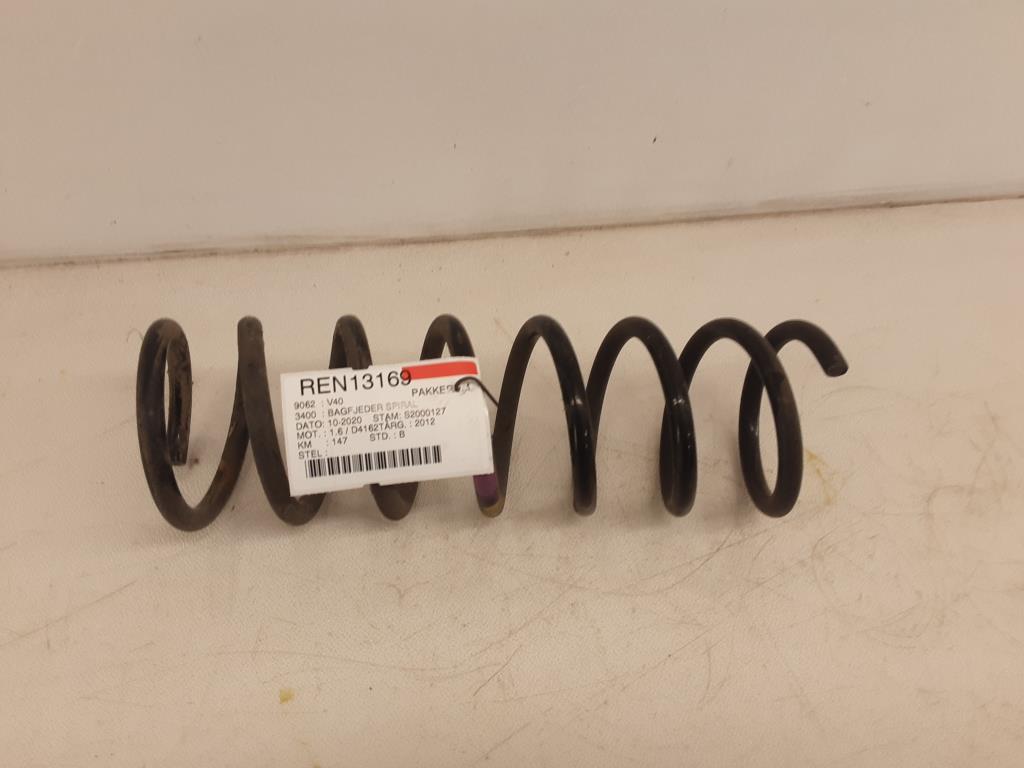 REN13169
PAKKE
9062 : V40
3400 : BAGFJEDER SPIRAL
DATO: 10-2020 STAM: S2000127
MOT. : 1.6 / D4162TÅRG. : 2012
KM : 147 STD. : B
STEL :